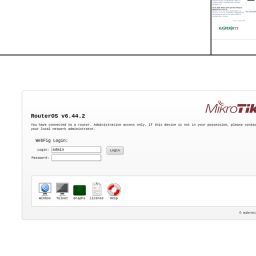 MikroTik
RouterOS v6.44.2
You have connected to a router. Administrative access only. If this device is not in your possession, please contact
your local network administrator.
WebFig Login:
Login: admin
Login
Password:
Winbox Telnet Graphs License Help
© mikrotik